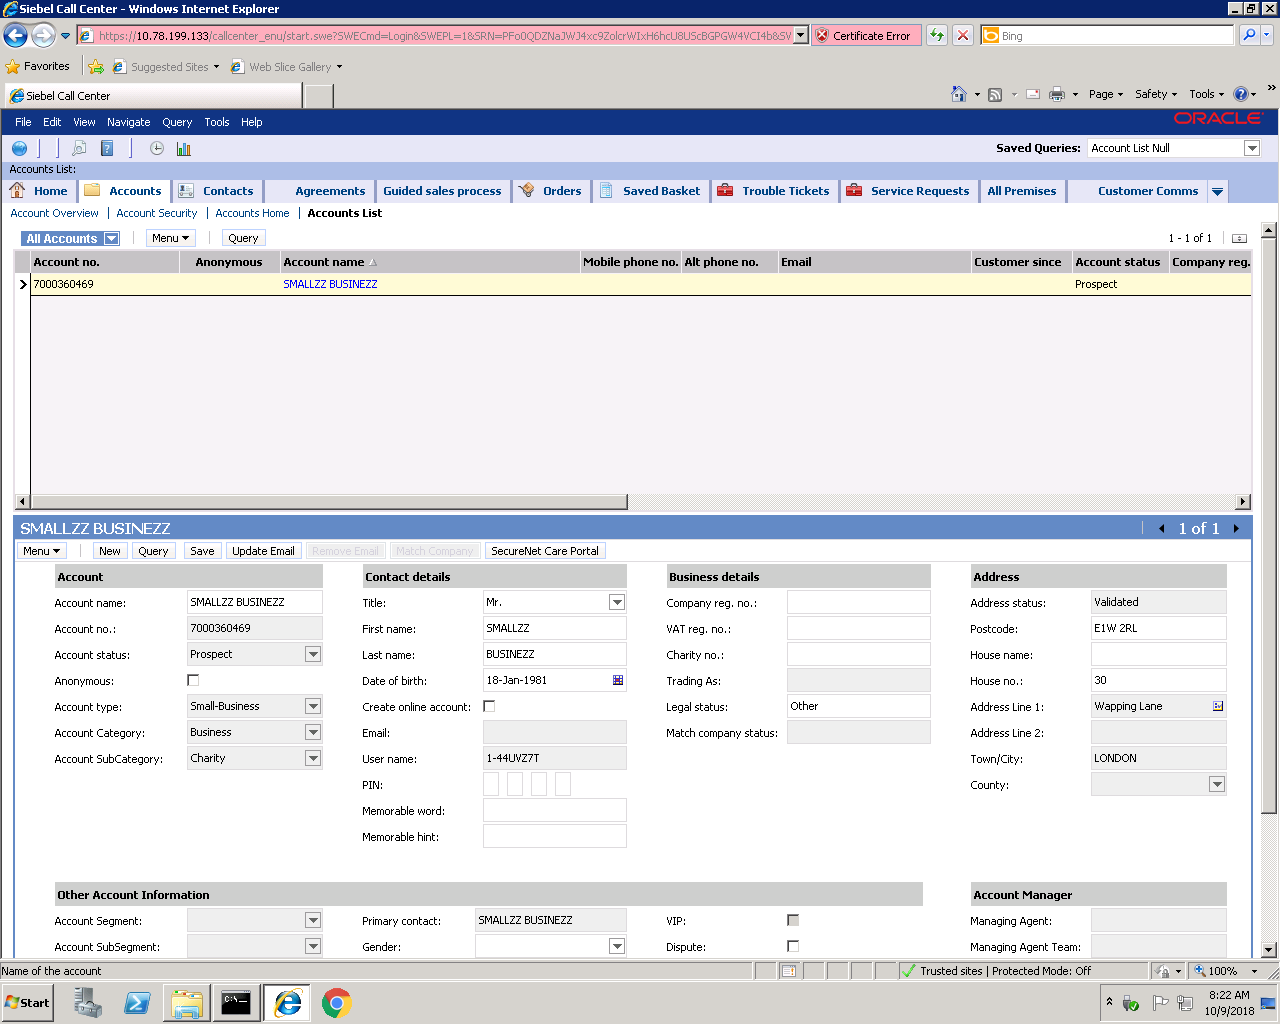 Siebel Call Center - Windows Internet Explorer
https://10.78.199.133/callcenter_enu/start.swe?SWECmd=Login&SWEPL=1&SRN= Certificate Error Bing
Favorites Suggested Sites Web Slice Gallery
Siebel Call Center Page Safety Tools »
File Edit View Navigate Query Tools Help ORACLE
Saved Queries: Account List Null
Accounts List:
Home Accounts Contacts Agreements Guided sales process Orders Saved Basket Trouble Tickets Service Requests All Premises Customer Comms
Account Overview | Account Security | Accounts Home | Accounts List
All Accounts Menu Query 1 - 1 of 1
Account no. Anonymous Account name Mobile phone no. Alt phone no. Email Customer since Account status Company reg.
7000360469 SMALLZZ BUSINEZZ Prospect
SMALLZZ BUSINEZZ 1 of 1
Menu New Query Save Update Email Remove Email Match Company SecureNet Care Portal
Account Contact details Business details Address
Account name: SMALLZZ BUSINEZZ Title: Mr. Company reg. no.: Address status: Validated
Account no.: 7000360469 First name: SMALLZZ VAT reg. no.: Postcode: E1W 2RL
Account status: Prospect Last name: BUSINEZZ Charity no.: House name:
Anonymous: Date of birth: 18-Jan-1981 Trading As: House no.: 30
Account type: Small-Business Create online account: Legal status: Other Address Line 1: Wapping Lane
Account Category: Business Email: Match company status: Address Line 2:
Account SubCategory: Charity User name: 1-44UVZ7T Town/City: LONDON
PIN: County:
Memorable word:
Memorable hint:
Other Account Information Account Manager
Account Segment: Primary contact: SMALLZZ BUSINEZZ VIP: Managing Agent:
Account SubSegment: Gender: Dispute: Managing Agent Team:
Name of the account Trusted sites | Protected Mode: Off 100%
Start C:\ 8:22 AM
10/9/2018